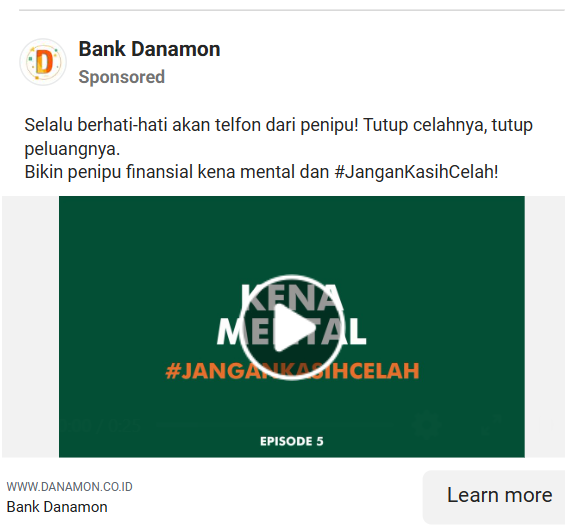 Bank Danamon
Sponsored
Selalu berhati-hati akan telfon dari penipu! Tutup celahnya, tutup
peluangnya.
Bikin penipu finansial kena mental dan #JanganKasihCelah!
KENA
MENTAL
#JANGANKASIHCELAH
EPISODE 5
WWW.DANAMON.CO.ID
Bank Danamon
Learn more